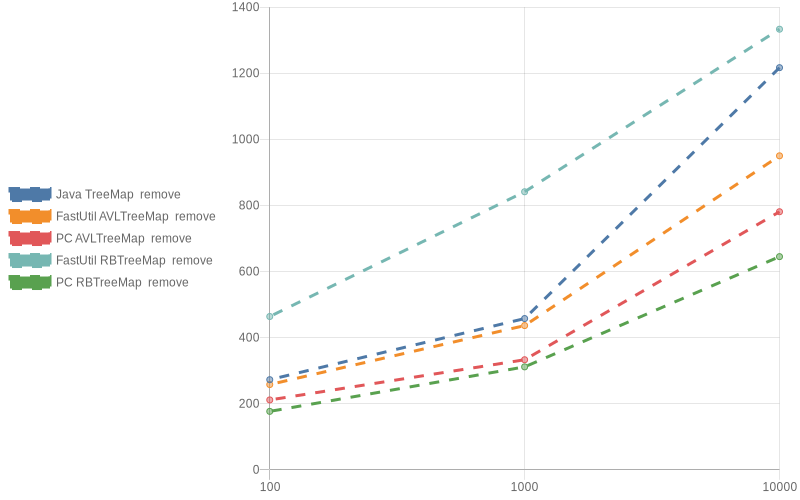 1400
1200
1000
800
600
400
200
0
100
1000
10000
Java TreeMap remove
FastUtil AVLTreeMap remove
PC AVLTreeMap remove
FastUtil RBTreeMap remove
PC RBTreeMap remove